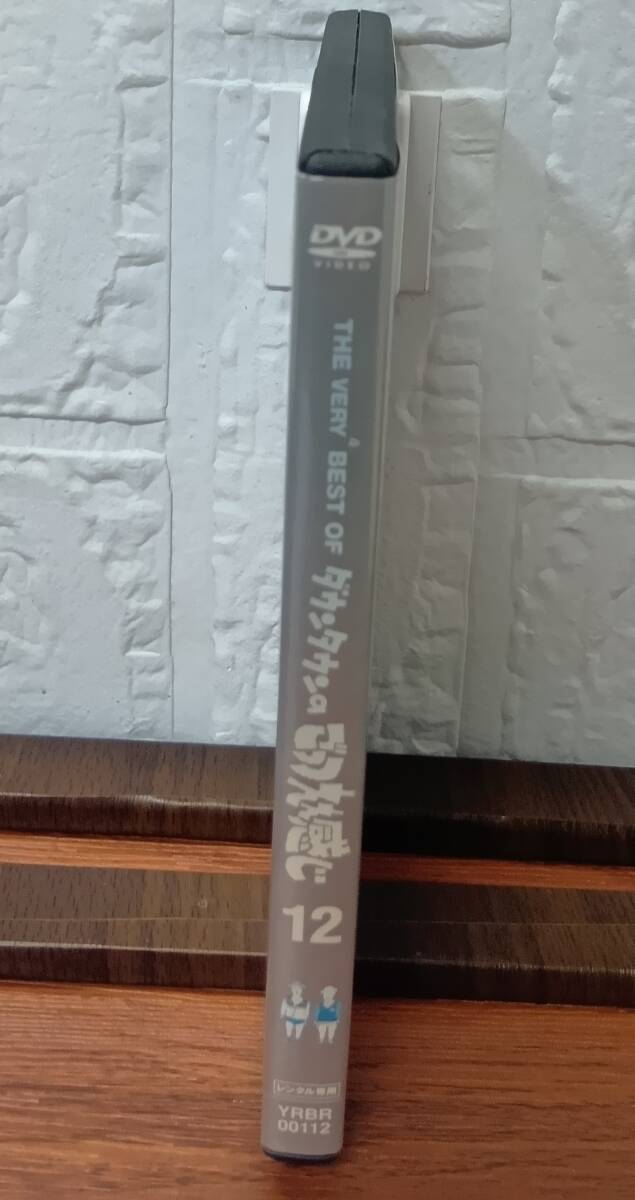 DVD
VIDEO
THE VERY BEST OF ダウンタウンの
ごっつええ感じ
12
レンタル専用
YRBR
00112